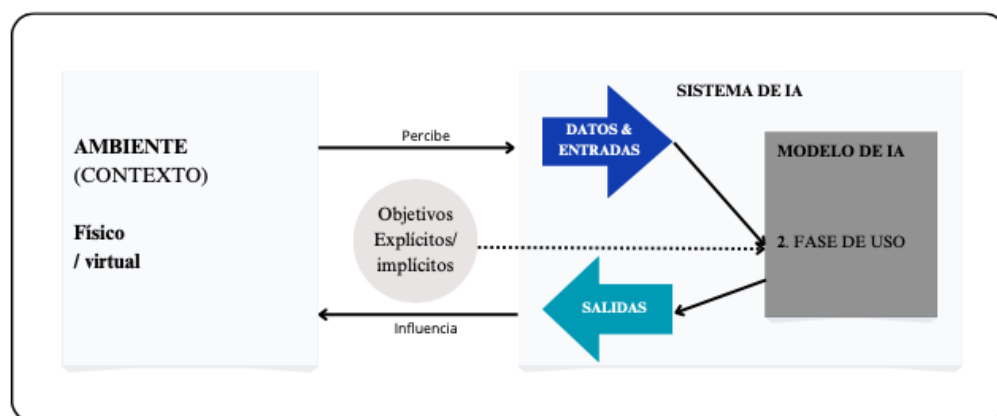 SISTEMA DE IA
AMBIENTE
(CONTEXTO)
Físico
/ virtual
Percibe
Objetivos
Explícitos/
implícitos
Influencia
DATOS &
ENTRADAS
SALIDAS
MODELO DE IA
2. FASE DE USO